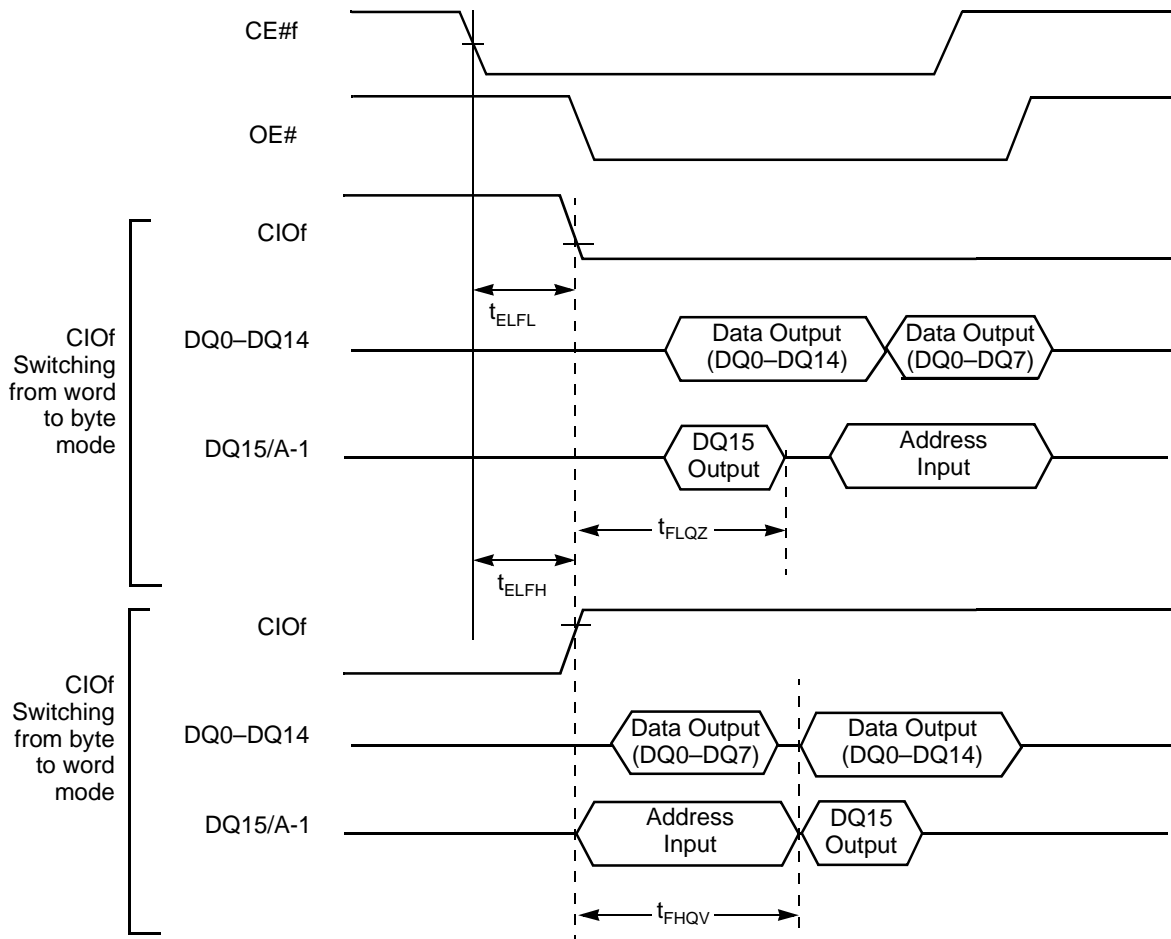 CE#f
OE#
CIOf
tELFL
CIOf
Switching
from word
to byte
mode
DQ0–DQ14
Data Output
(DQ0–DQ14)
Data Output
(DQ0–DQ7)
DQ15/A-1
DQ15
Output
Address
Input
tFLQZ
tELFH
CIOf
CIOf
Switching
from byte
to word
mode
DQ0–DQ14
Data Output
(DQ0–DQ7)
Data Output
(DQ0–DQ14)
DQ15/A-1
Address
Input
DQ15
Output
tFHQV